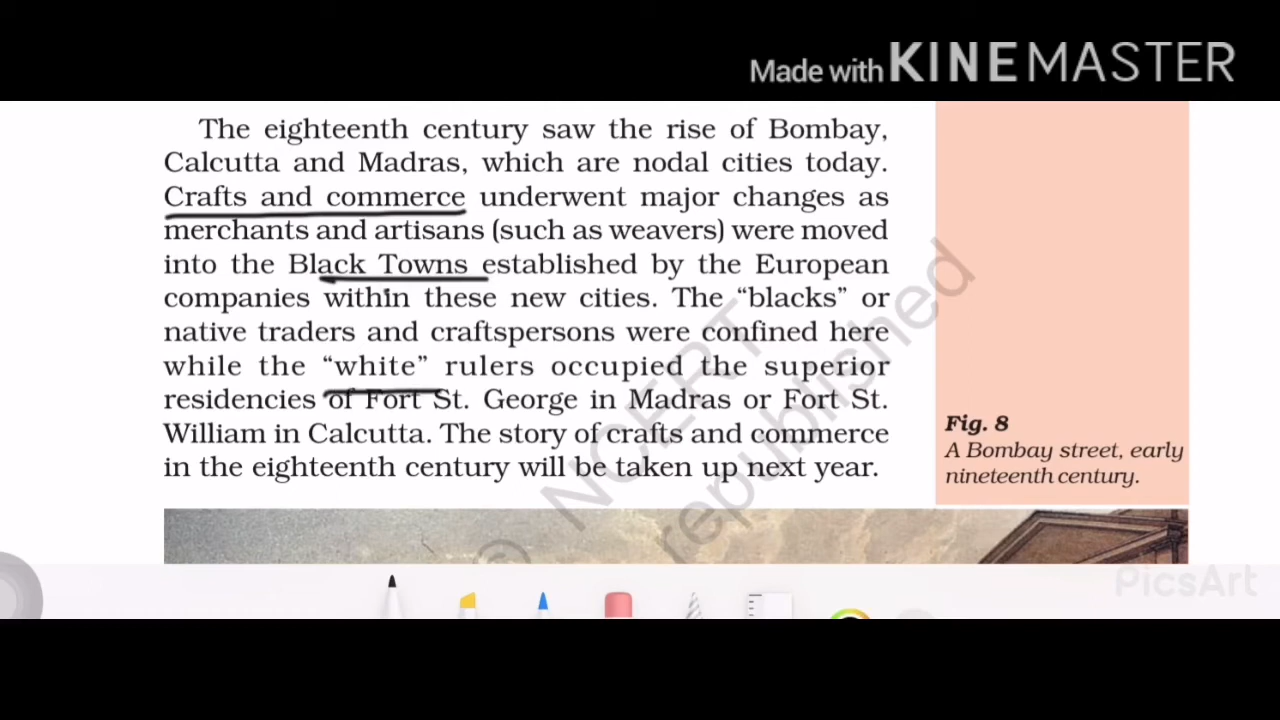 Made with KINEMASTER
The eighteenth century saw the rise of Bombay,
Calcutta and Madras, which are nodal cities today.
Crafts and commerce underwent major changes as
merchants and artisans (such as weavers) were moved
into the Black Towns established by the European
companies within these new cities. The “blacks” or
native traders and craftspersons were confined here
while the “white” rulers occupied the superior
residencies of Fort St. George in Madras or Fort St.
William in Calcutta. The story of crafts and commerce
in the eighteenth century will be taken up next year.
Fig. 8
A Bombay street, early
nineteenth century.
© NCERT
republished
PicsArt